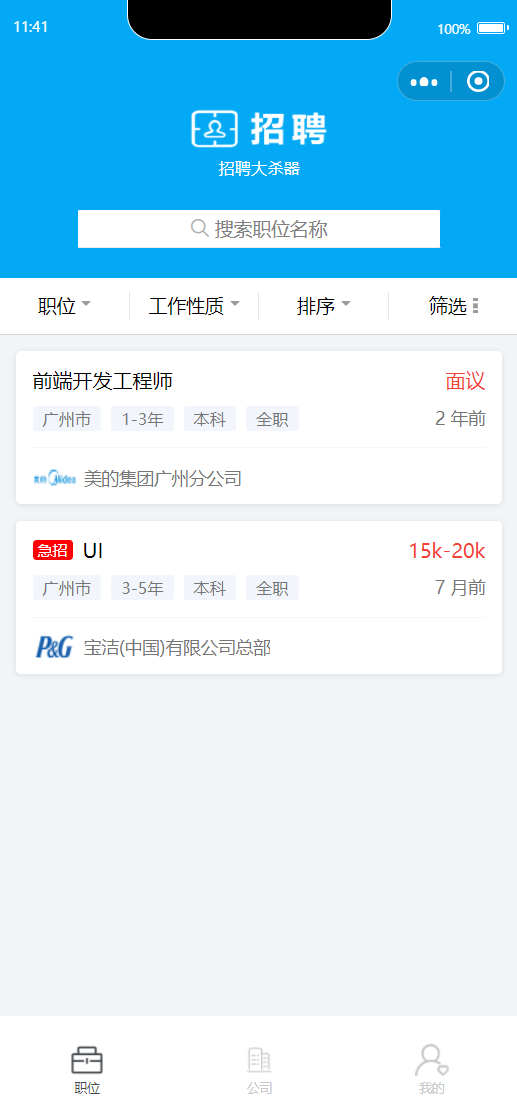 11:41
100%
招聘
招聘大杀器
搜索职位名称
职位 工作性质 排序 筛选
前端开发工程师 面议
广州市 1-3年 本科 全职 2 年前
美的 Midea 美的集团广州分公司
急招 UI 15k-20k
广州市 3-5年 本科 全职 7 月前
P&G 宝洁(中国)有限公司总部
职位 公司 我的